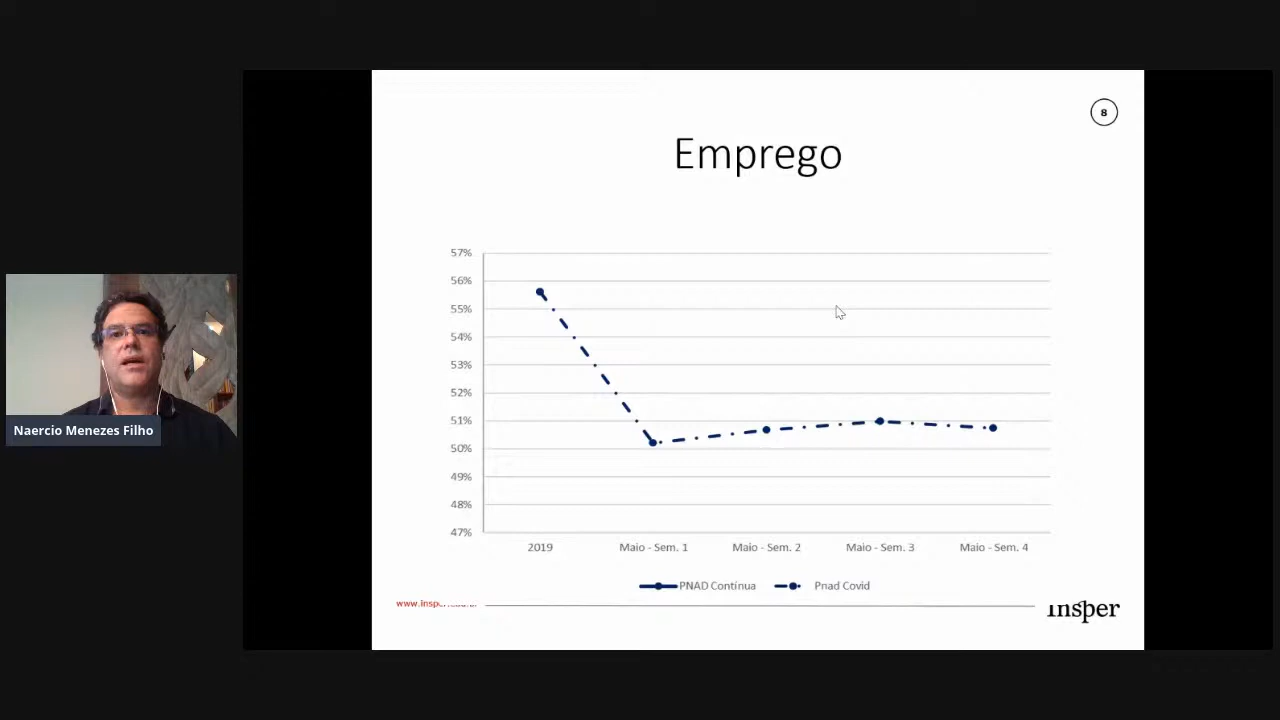 8
Emprego
57%
56%
55%
54%
53%
52%
51%
50%
49%
48%
47%
2019
Maio - Sem. 1
Maio - Sem. 2
Maio - Sem. 3
Maio - Sem. 4
PNAD Contínua
Pnad Covid
Insper
Naercio Menezes Filho